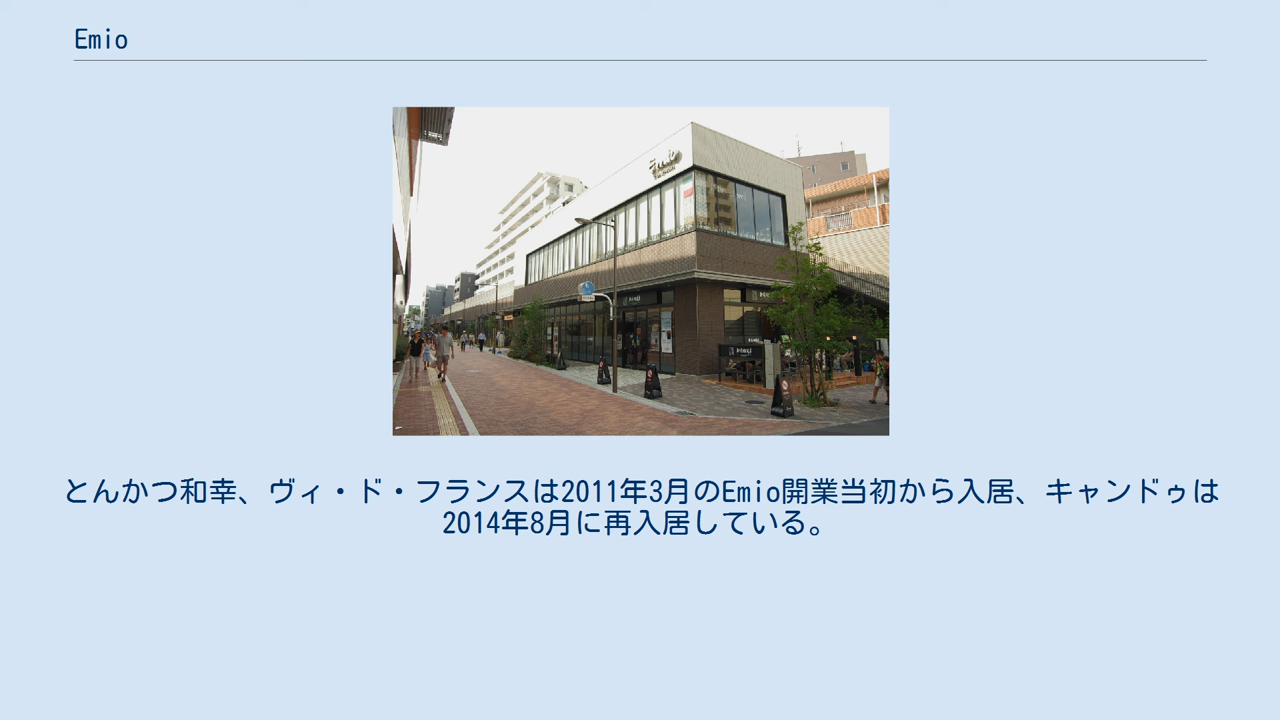 Emio
Emio
とんかつ和幸、ヴィ・ド・フランスは2011年3月のEmio開業当初から入居、キャンドゥは
2014年8月に再入居している。